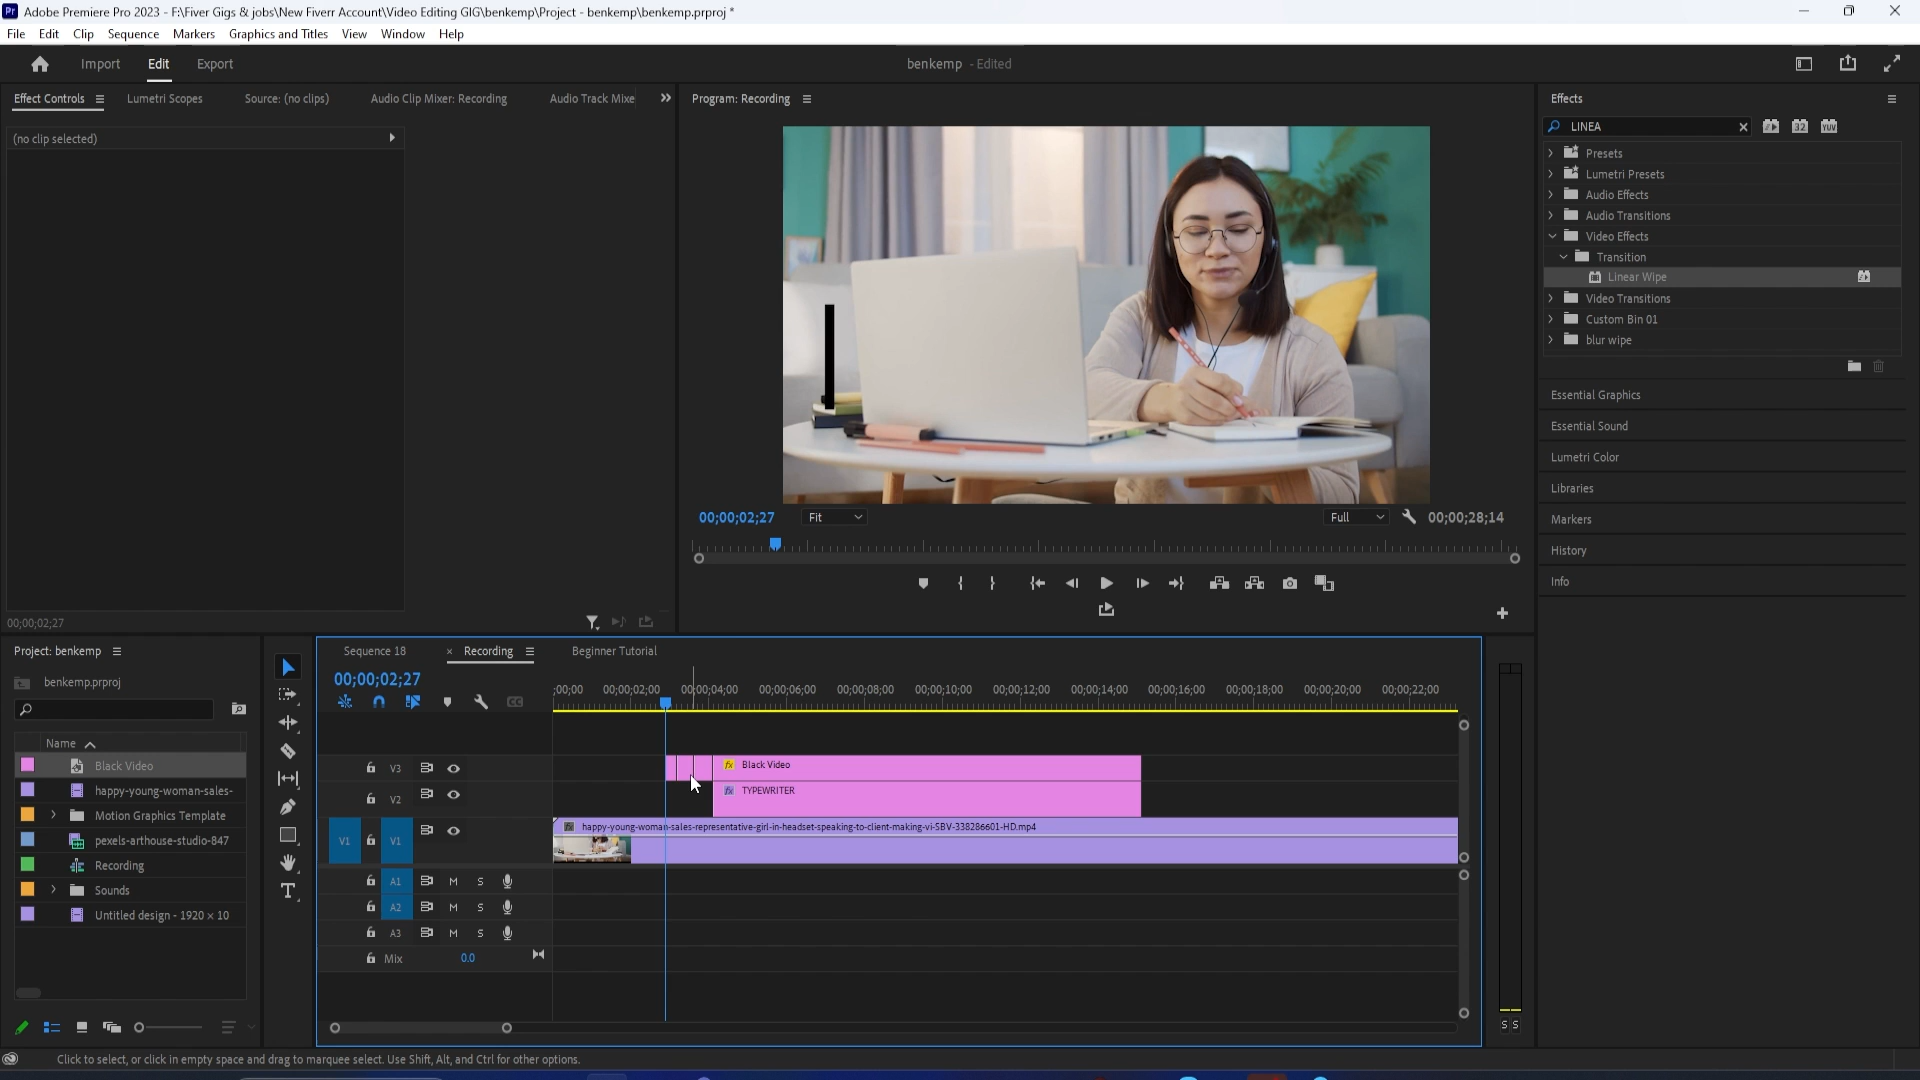 Pr Adobe Premiere Pro 2023 - F:\Fiver Gigs & jobs\New Fiverr Account\Video Editing GIG\benkemp\Project - benkemp\benkemp.prproj *
File Edit Clip Sequence Markers Graphics and Titles View Window Help
Import Edit Export benkemp - Edited
Effect Controls Lumetri Scopes Source: (no clips) Audio Clip Mixer: Recording Audio Track Mixe
(no clip selected)
00;00;02;27
Program: Recording
00;00;02;27 Fit Full 00;00;28;14
Effects
LINEA 32 YUV
Presets
Lumetri Presets
Audio Effects
Audio Transitions
Video Effects
Transition
Linear Wipe
Video Transitions
Custom Bin 01
blur wipe
Essential Graphics
Essential Sound
Lumetri Color
Libraries
Markers
History
Info
Project: benkemp
benkemp.prproj
Name
Black Video
happy-young-woman-sales-
Motion Graphics Template
pexels-arthouse-studio-847
Recording
Sounds
Untitled design - 1920 × 10
Sequence 18 × Recording Beginner Tutorial
00;00;02;27
;00;00 00;00;02;00 00;00;04;00 00;00;06;00 00;00;08;00 00;00;10;00 00;00;12;00 00;00;14;00 00;00;16;00 00;00;18;00 00;00;20;00 00;00;22;00
V3 fx Black Video
V2 fx TYPEWRITER
V1 V1 fx happy-young-woman-sales-representative-girl-in-headset-speaking-to-client-making-vi-SBV-338286601-HD.mp4
A1 M S
A2 M S
A3 M S
Mix 0.0
S S
Click to select, or click in empty space and drag to marquee select. Use Shift, Alt, and Ctrl for other options.